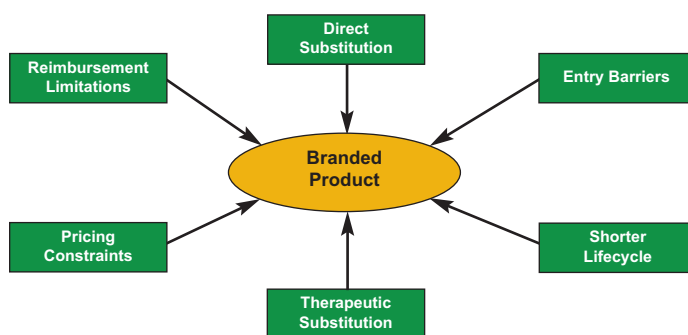 Direct
Substitution
Reimbursement
Limitations
Entry Barriers
Branded
Product
Pricing
Constraints
Shorter
Lifecycle
Therapeutic
Substitution